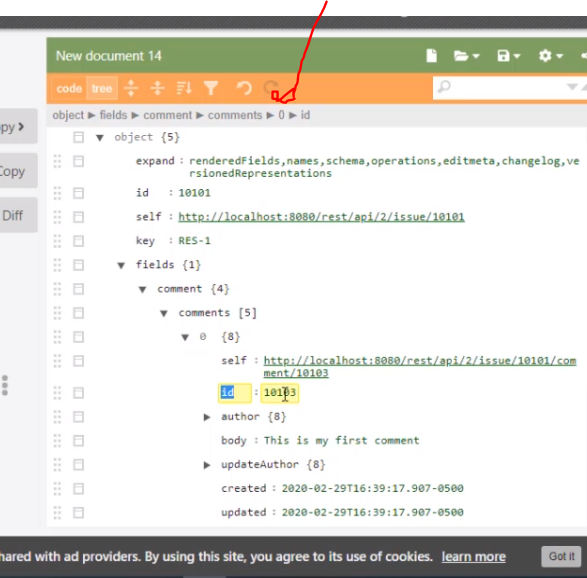 New document 14
code tree
object ▶ fields ▶ comment ▶ comments ▶ 0 ▶ id
opy >
object {5}
expand : renderedFields,names,schema,operations,editmeta,changelog,ve
rsionedRepresentations
Copy
id : 10101
Diff
self : http://localhost:8080/rest/api/2/issue/10101
key : RES-1
fields {1}
comment {4}
comments [5]
0 {8}
self : http://localhost:8080/rest/api/2/issue/10101/com
ment/10103
id : 10103
author {8}
body : This is my first comment
updateAuthor {8}
created : 2020-02-29T16:39:17.907-0500
updated : 2020-02-29T16:39:17.907-0500
hared with ad providers. By using this site, you agree to its use of cookies. learn more Got it